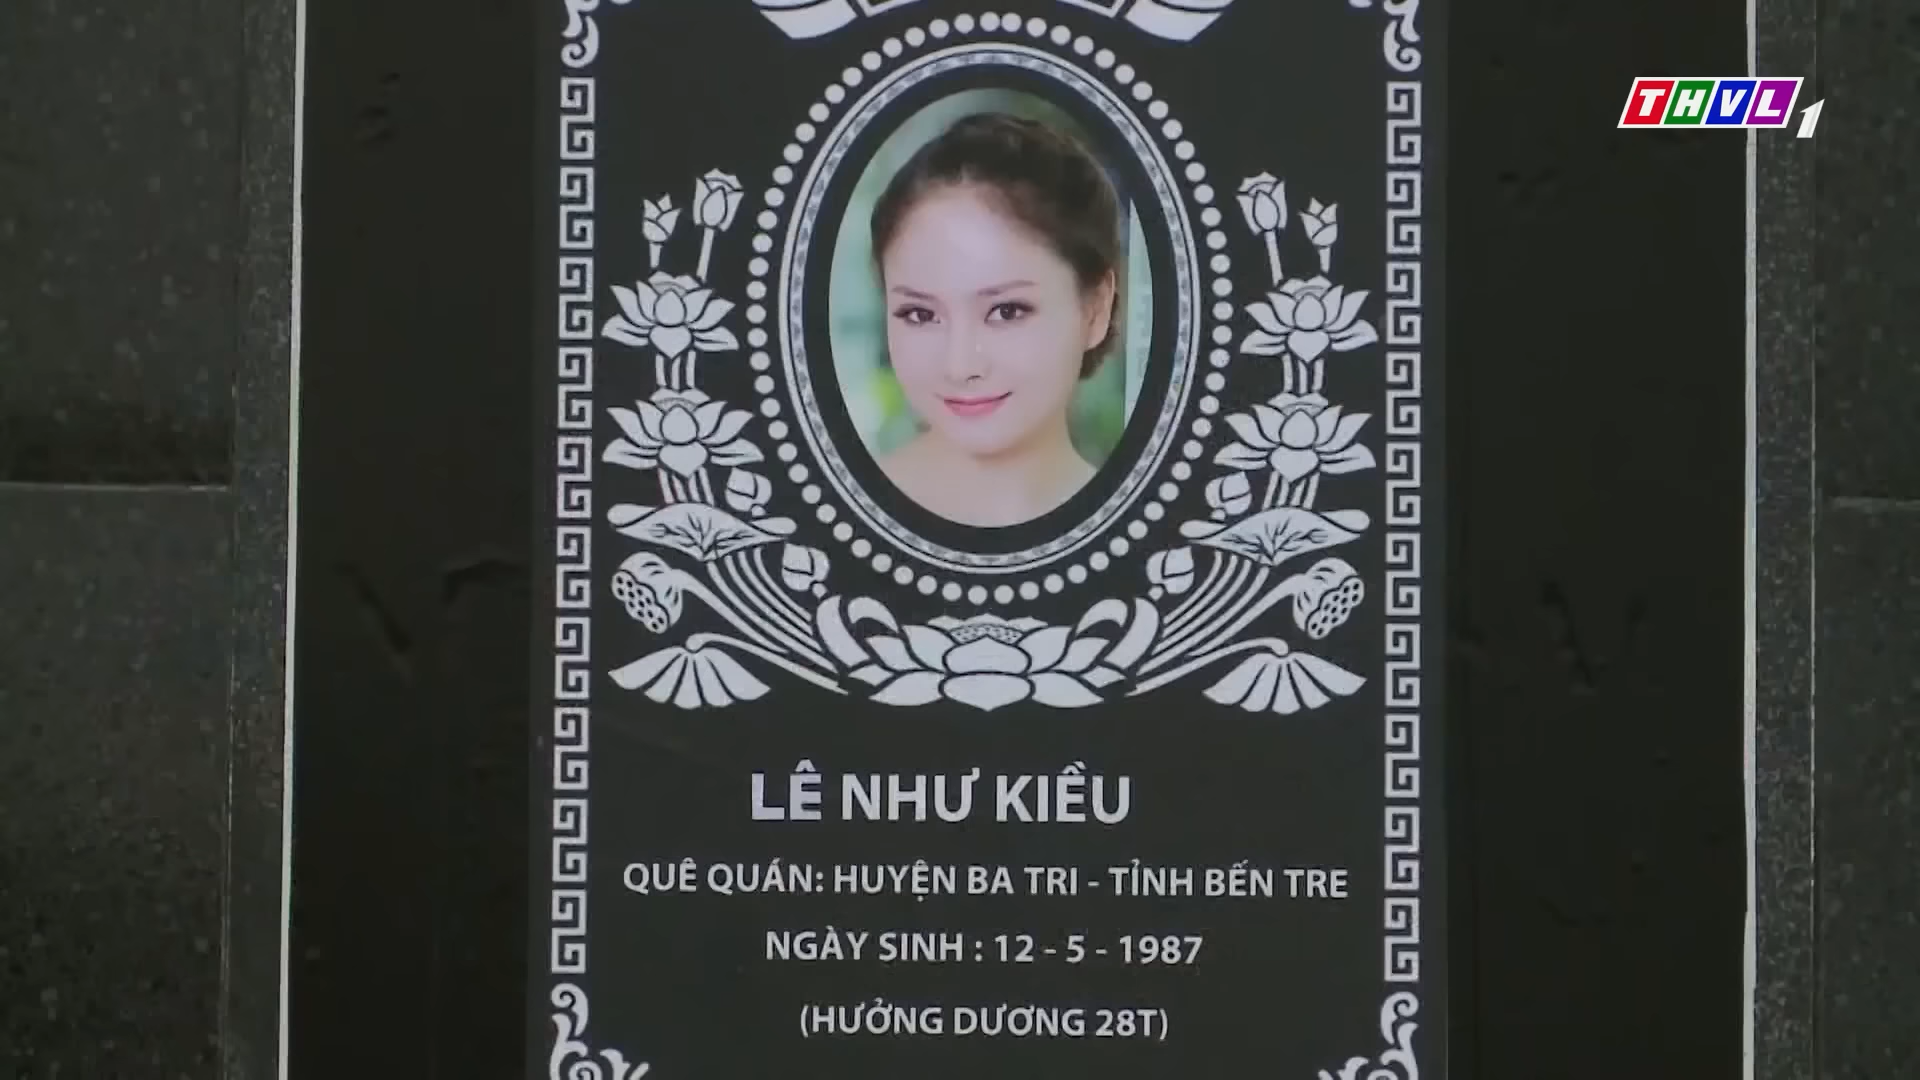 THVL1
LÊ NHƯ KIỀU
QUÊ QUÁN: HUYỆN BA TRI - TỈNH BẾN TRE
NGÀY SINH : 12 - 5 - 1987
(HƯỞNG DƯƠNG 28T)